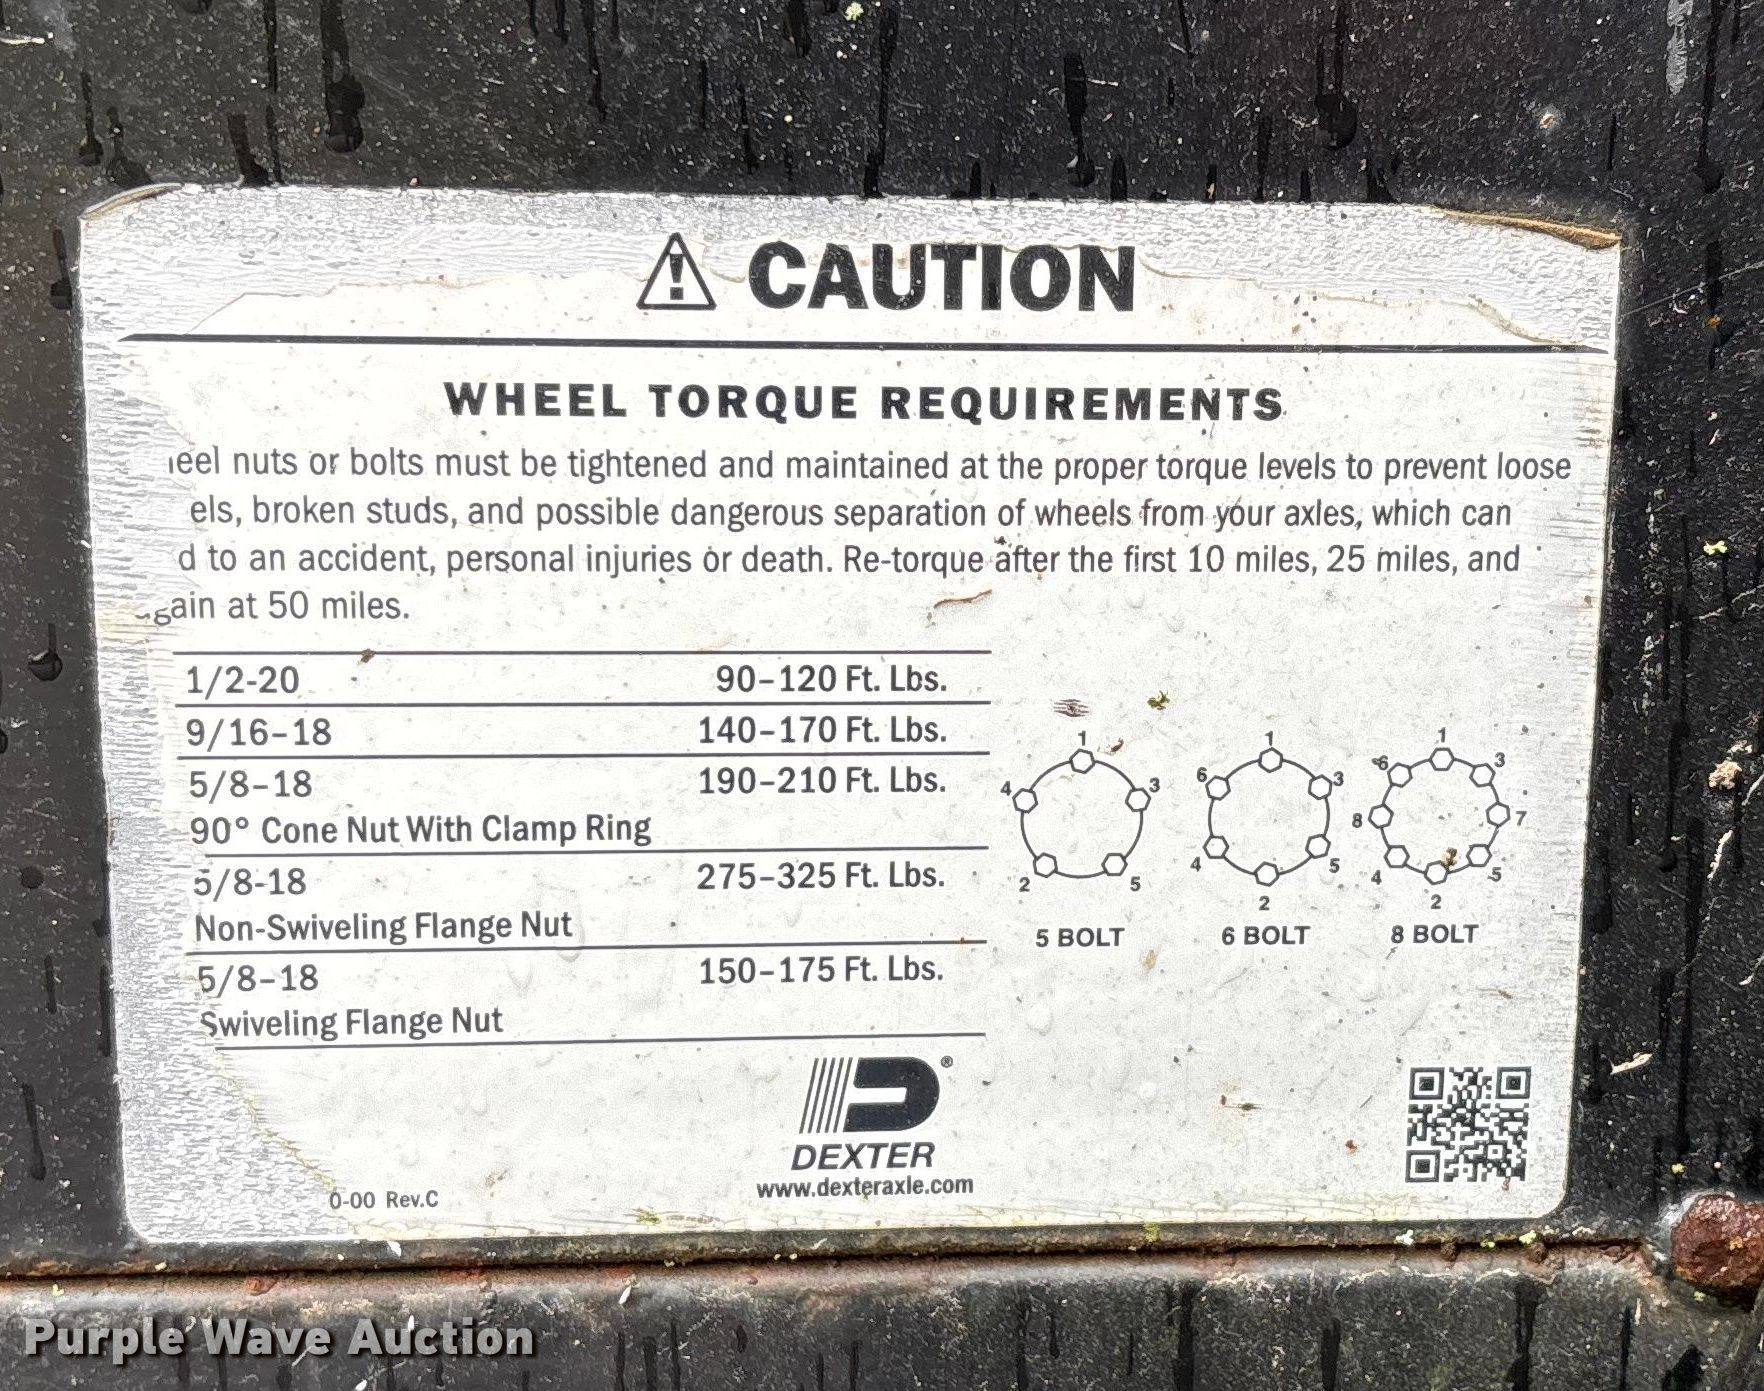 CAUTION
WHEEL TORQUE REQUIREMENTS
eel nuts or bolts must be tightened and maintained at the proper torque levels to prevent loose
els, broken studs, and possible dangerous separation of wheels from your axles, which can
d to an accident, personal injuries or death. Re-torque after the first 10 miles, 25 miles, and
gain at 50 miles.
1/2-20 90–120 Ft. Lbs.
9/16–18 140–170 Ft. Lbs.
5/8–18 190–210 Ft. Lbs.
90° Cone Nut With Clamp Ring
5/8-18 275–325 Ft. Lbs.
Non-Swiveling Flange Nut
5/8–18 150–175 Ft. Lbs.
Swiveling Flange Nut
1
4 3
2 5
5 BOLT
1
6 3
4 5
2
6 BOLT
1
6 3
8 7
4 5
2
8 BOLT
®
DEXTER
www.dexteraxle.com
0-00 Rev.C
Purple Wave Auction